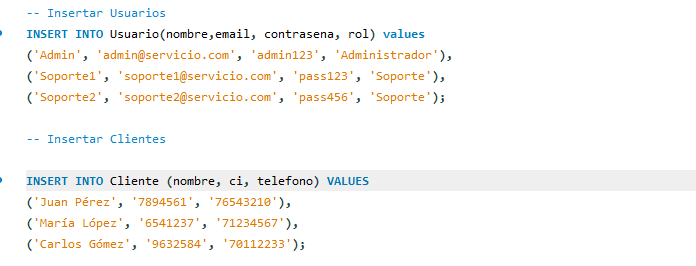 -- Insertar Usuarios
INSERT INTO Usuario(nombre,email, contrasena, rol) values
('Admin', 'admin@servicio.com', 'admin123', 'Administrador'),
('Soporte1', 'soporte1@servicio.com', 'pass123', 'Soporte'),
('Soporte2', 'soporte2@servicio.com', 'pass456', 'Soporte');
-- Insertar Clientes
INSERT INTO Cliente (nombre, ci, telefono) VALUES
('Juan Pérez', '7894561', '76543210'),
('María López', '6541237', '71234567'),
('Carlos Gómez', '9632584', '70112233');